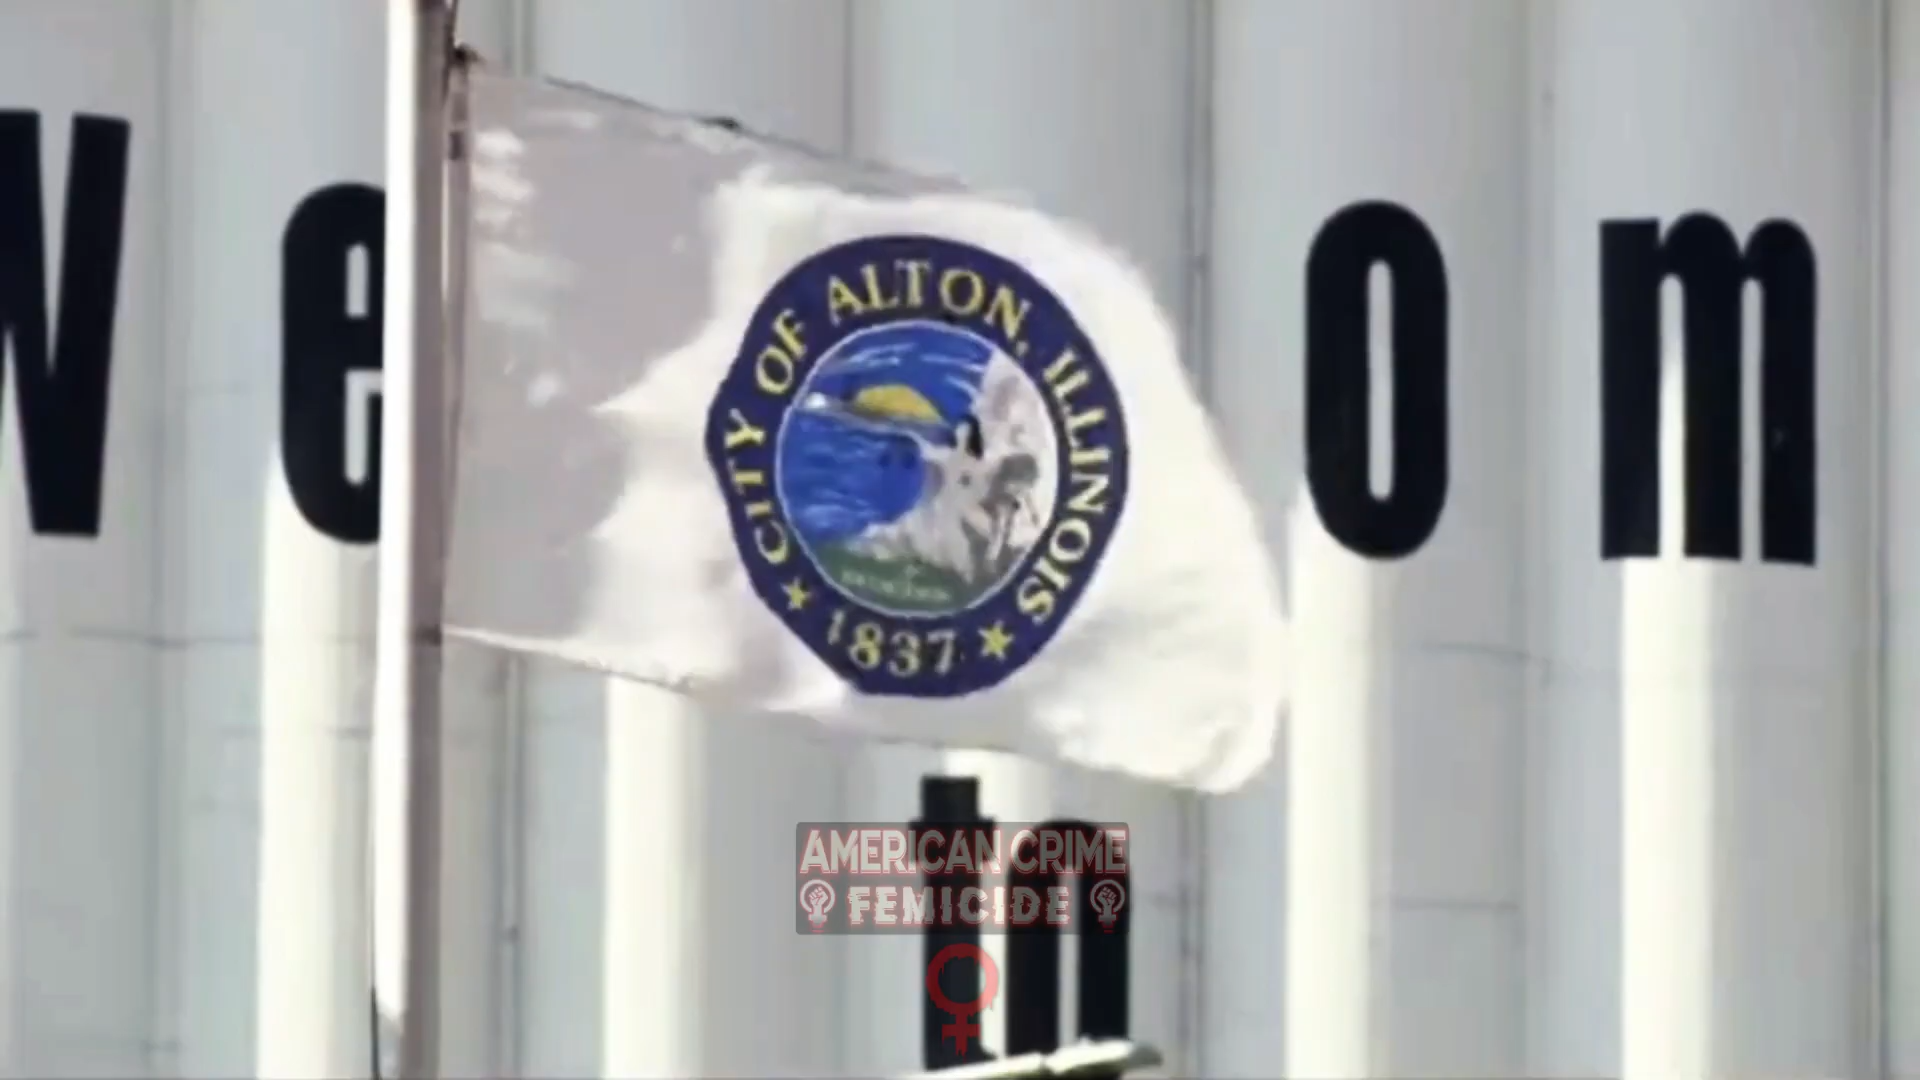 We om
CITY OF ALTON, ILLINOIS
1837
AMERICAN CRIME
FEMICIDE